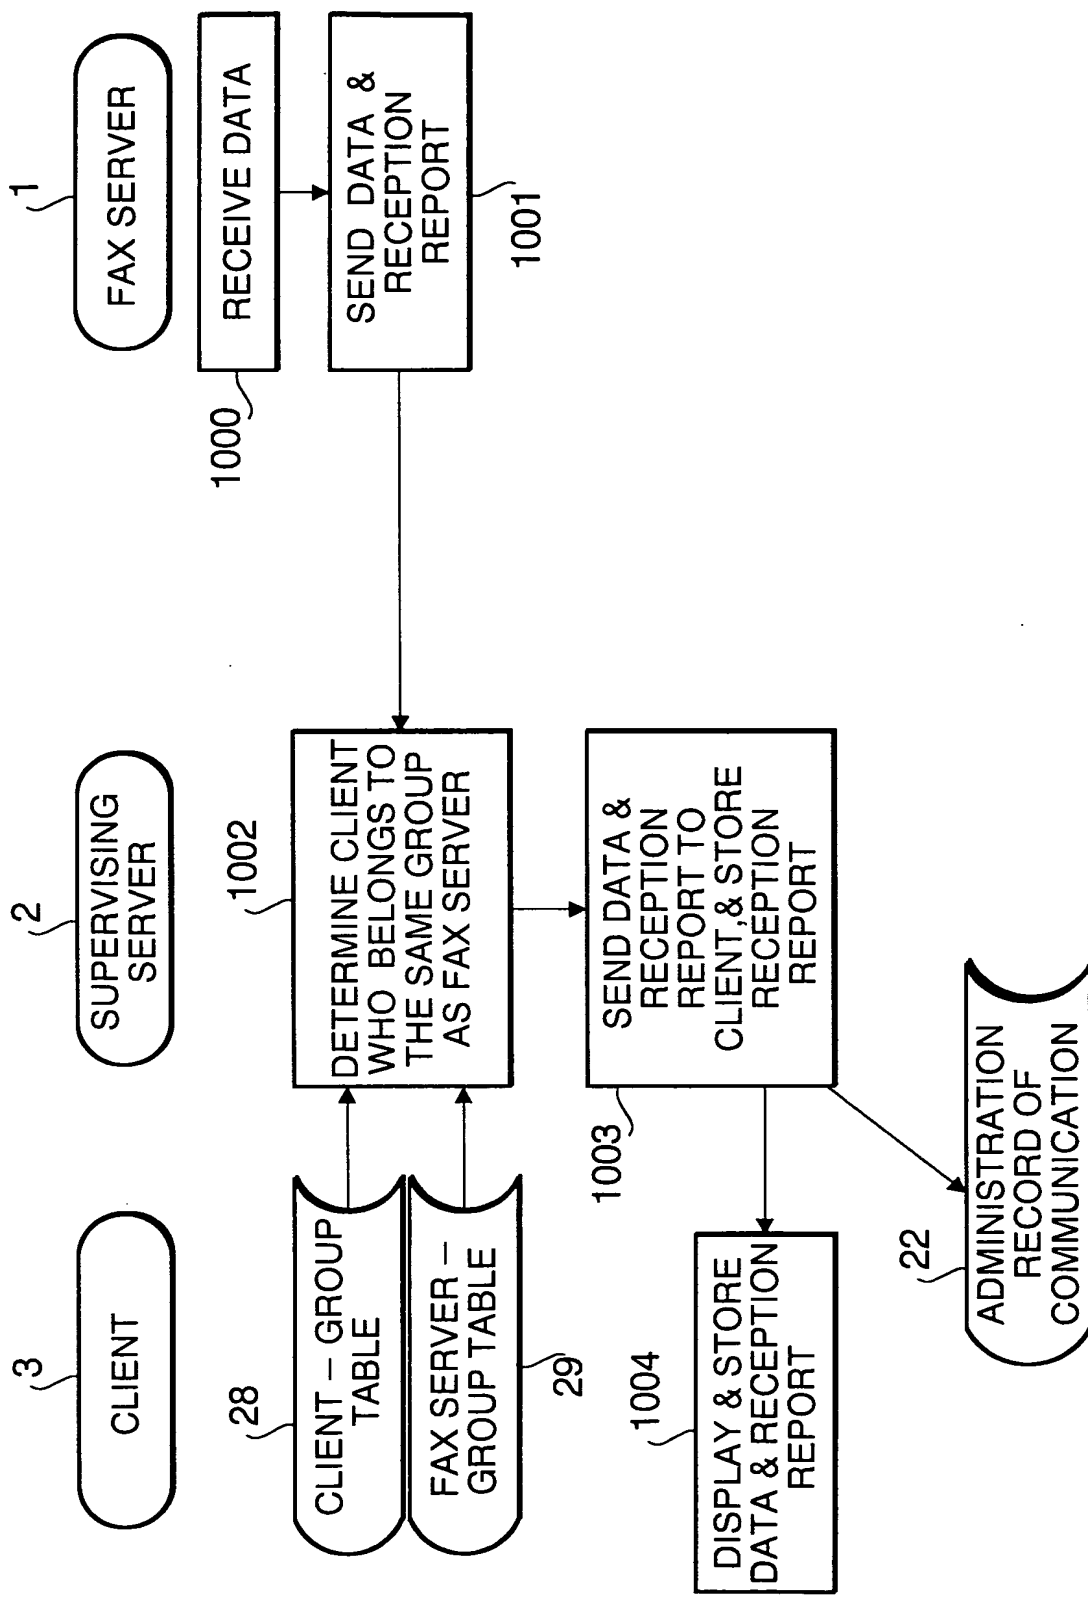 3
CLIENT
2
SUPERVISING
SERVER
1
FAX SERVER
1000
RECEIVE DATA
SEND DATA &
RECEPTION
REPORT
1001
28
CLIENT – GROUP
TABLE
FAX SERVER –
GROUP TABLE
29
1002
DETERMINE CLIENT
WHO BELONGS TO
THE SAME GROUP
AS FAX SERVER
1003
SEND DATA &
RECEPTION
REPORT TO
CLIENT,& STORE
RECEPTION
REPORT
1004
DISPLAY & STORE
DATA & RECEPTION
REPORT
22
ADMINISTRATION
RECORD OF
COMMUNICATION